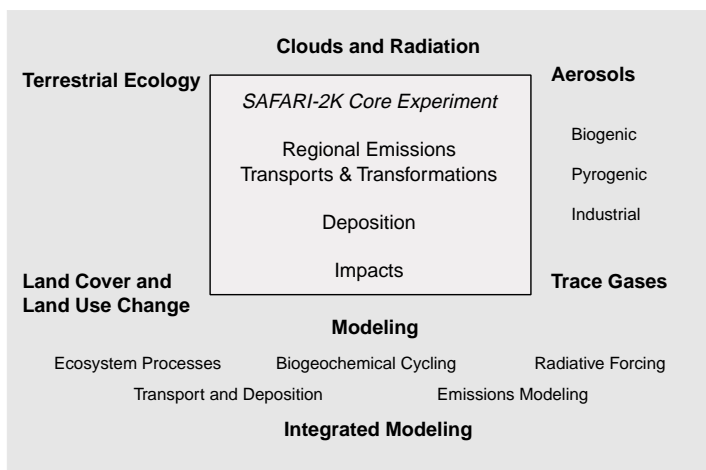 Clouds and Radiation
Terrestrial Ecology
Aerosols
SAFARI-2K Core Experiment
Regional Emissions
Transports & Transformations
Deposition
Impacts
Biogenic
Pyrogenic
Industrial
Land Cover and
Land Use Change
Trace Gases
Modeling
Ecosystem Processes
Biogeochemical Cycling
Radiative Forcing
Transport and Deposition
Emissions Modeling
Integrated Modeling